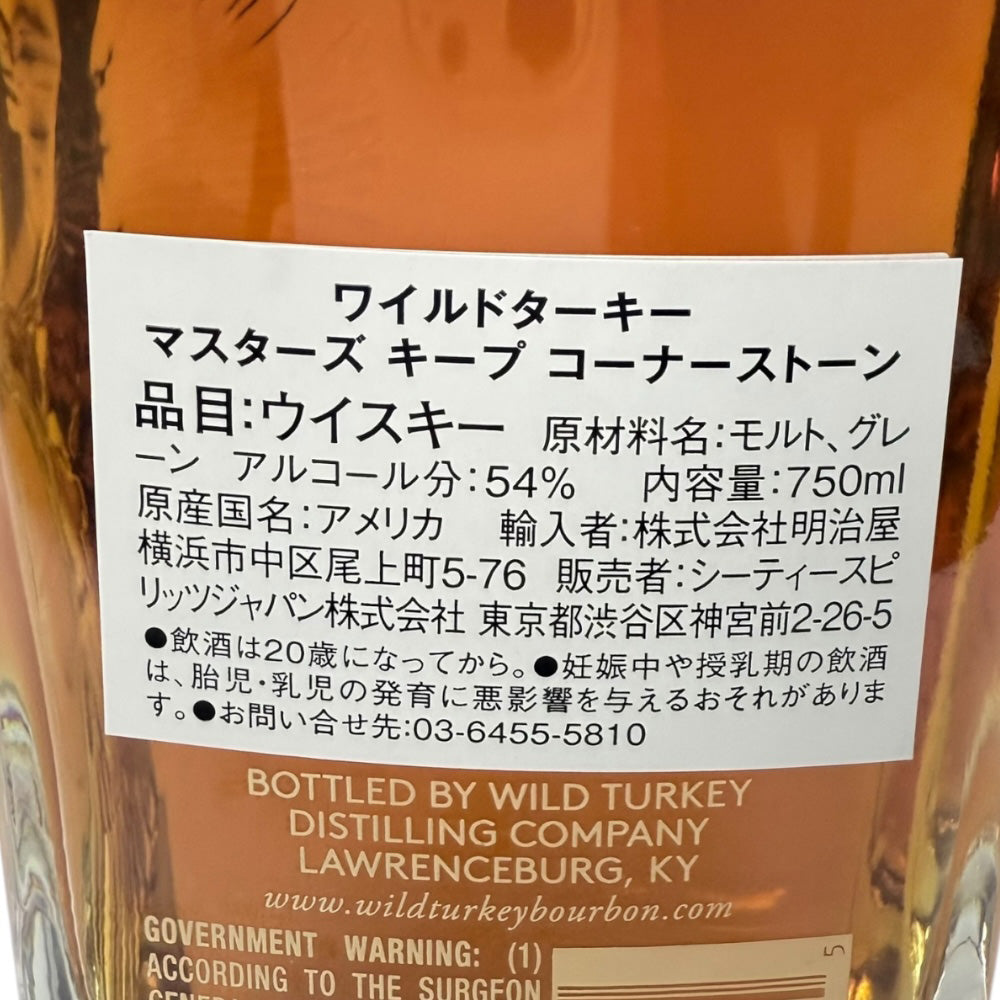 ワイルドターキー
マスターズ キープ コーナーストーン
品目:ウイスキー 原材料名:モルト、グレ
ーン アルコール分:54% 内容量:750ml
原産国名:アメリカ 輸入者:株式会社明治屋
横浜市中区尾上町5-76 販売者:シーティースピ
リッツジャパン株式会社 東京都渋谷区神宮前2-26-5
●飲酒は20歳になってから。●妊娠中や授乳期の飲酒
は、胎児・乳児の発育に悪影響を与えるおそれがありま
す。●お問い合せ先:03-6455-5810
BOTTLED BY WILD TURKEY
DISTILLING COMPANY
LAWRENCEBURG, KY
www.wildturkeybourbon.com
GOVERNMENT WARNING: (1)
ACCORDING TO THE SURGEON
5